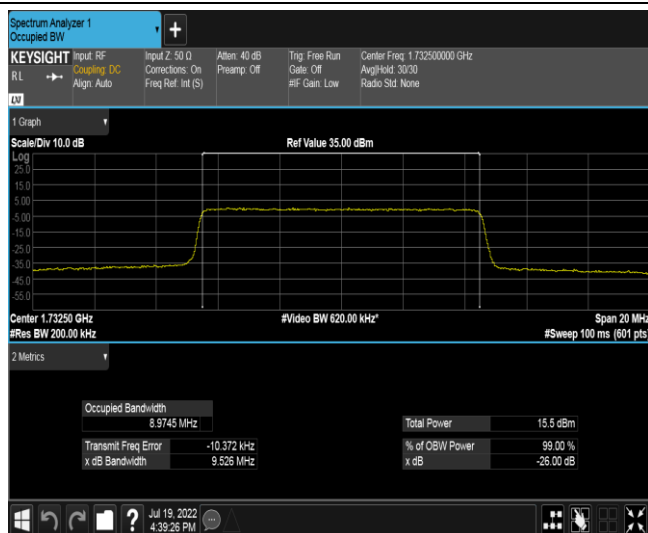 Spectrum Analyzer 1
Occupied BW
KEYSIGHT
RL
LXI
Input: RF
Coupling: DC
Align: Auto
Input Z: 50 Ω
Corrections: On
Freq Ref: Int (S)
Atten: 40 dB
Preamp: Off
Trig: Free Run
Gate: Off
#IF Gain: Low
Center Freq: 1.732500000 GHz
Avg|Hold: 30/30
Radio Std: None
1 Graph
Scale/Div 10.0 dB
Ref Value 35.00 dBm
Log
25.0
15.0
5.00
-5.00
-15.0
-25.0
-35.0
-45.0
-55.0
Center 1.73250 GHz
#Video BW 620.00 kHz*
Span 20 MHz
#Res BW 200.00 kHz
#Sweep 100 ms (601 pts)
2 Metrics
Occupied Bandwidth
8.9745 MHz
Total Power 15.5 dBm
Transmit Freq Error -10.372 kHz
% of OBW Power 99.00 %
x dB Bandwidth 9.526 MHz
x dB -26.00 dB
?
Jul 19, 2022
4:39:26 PM